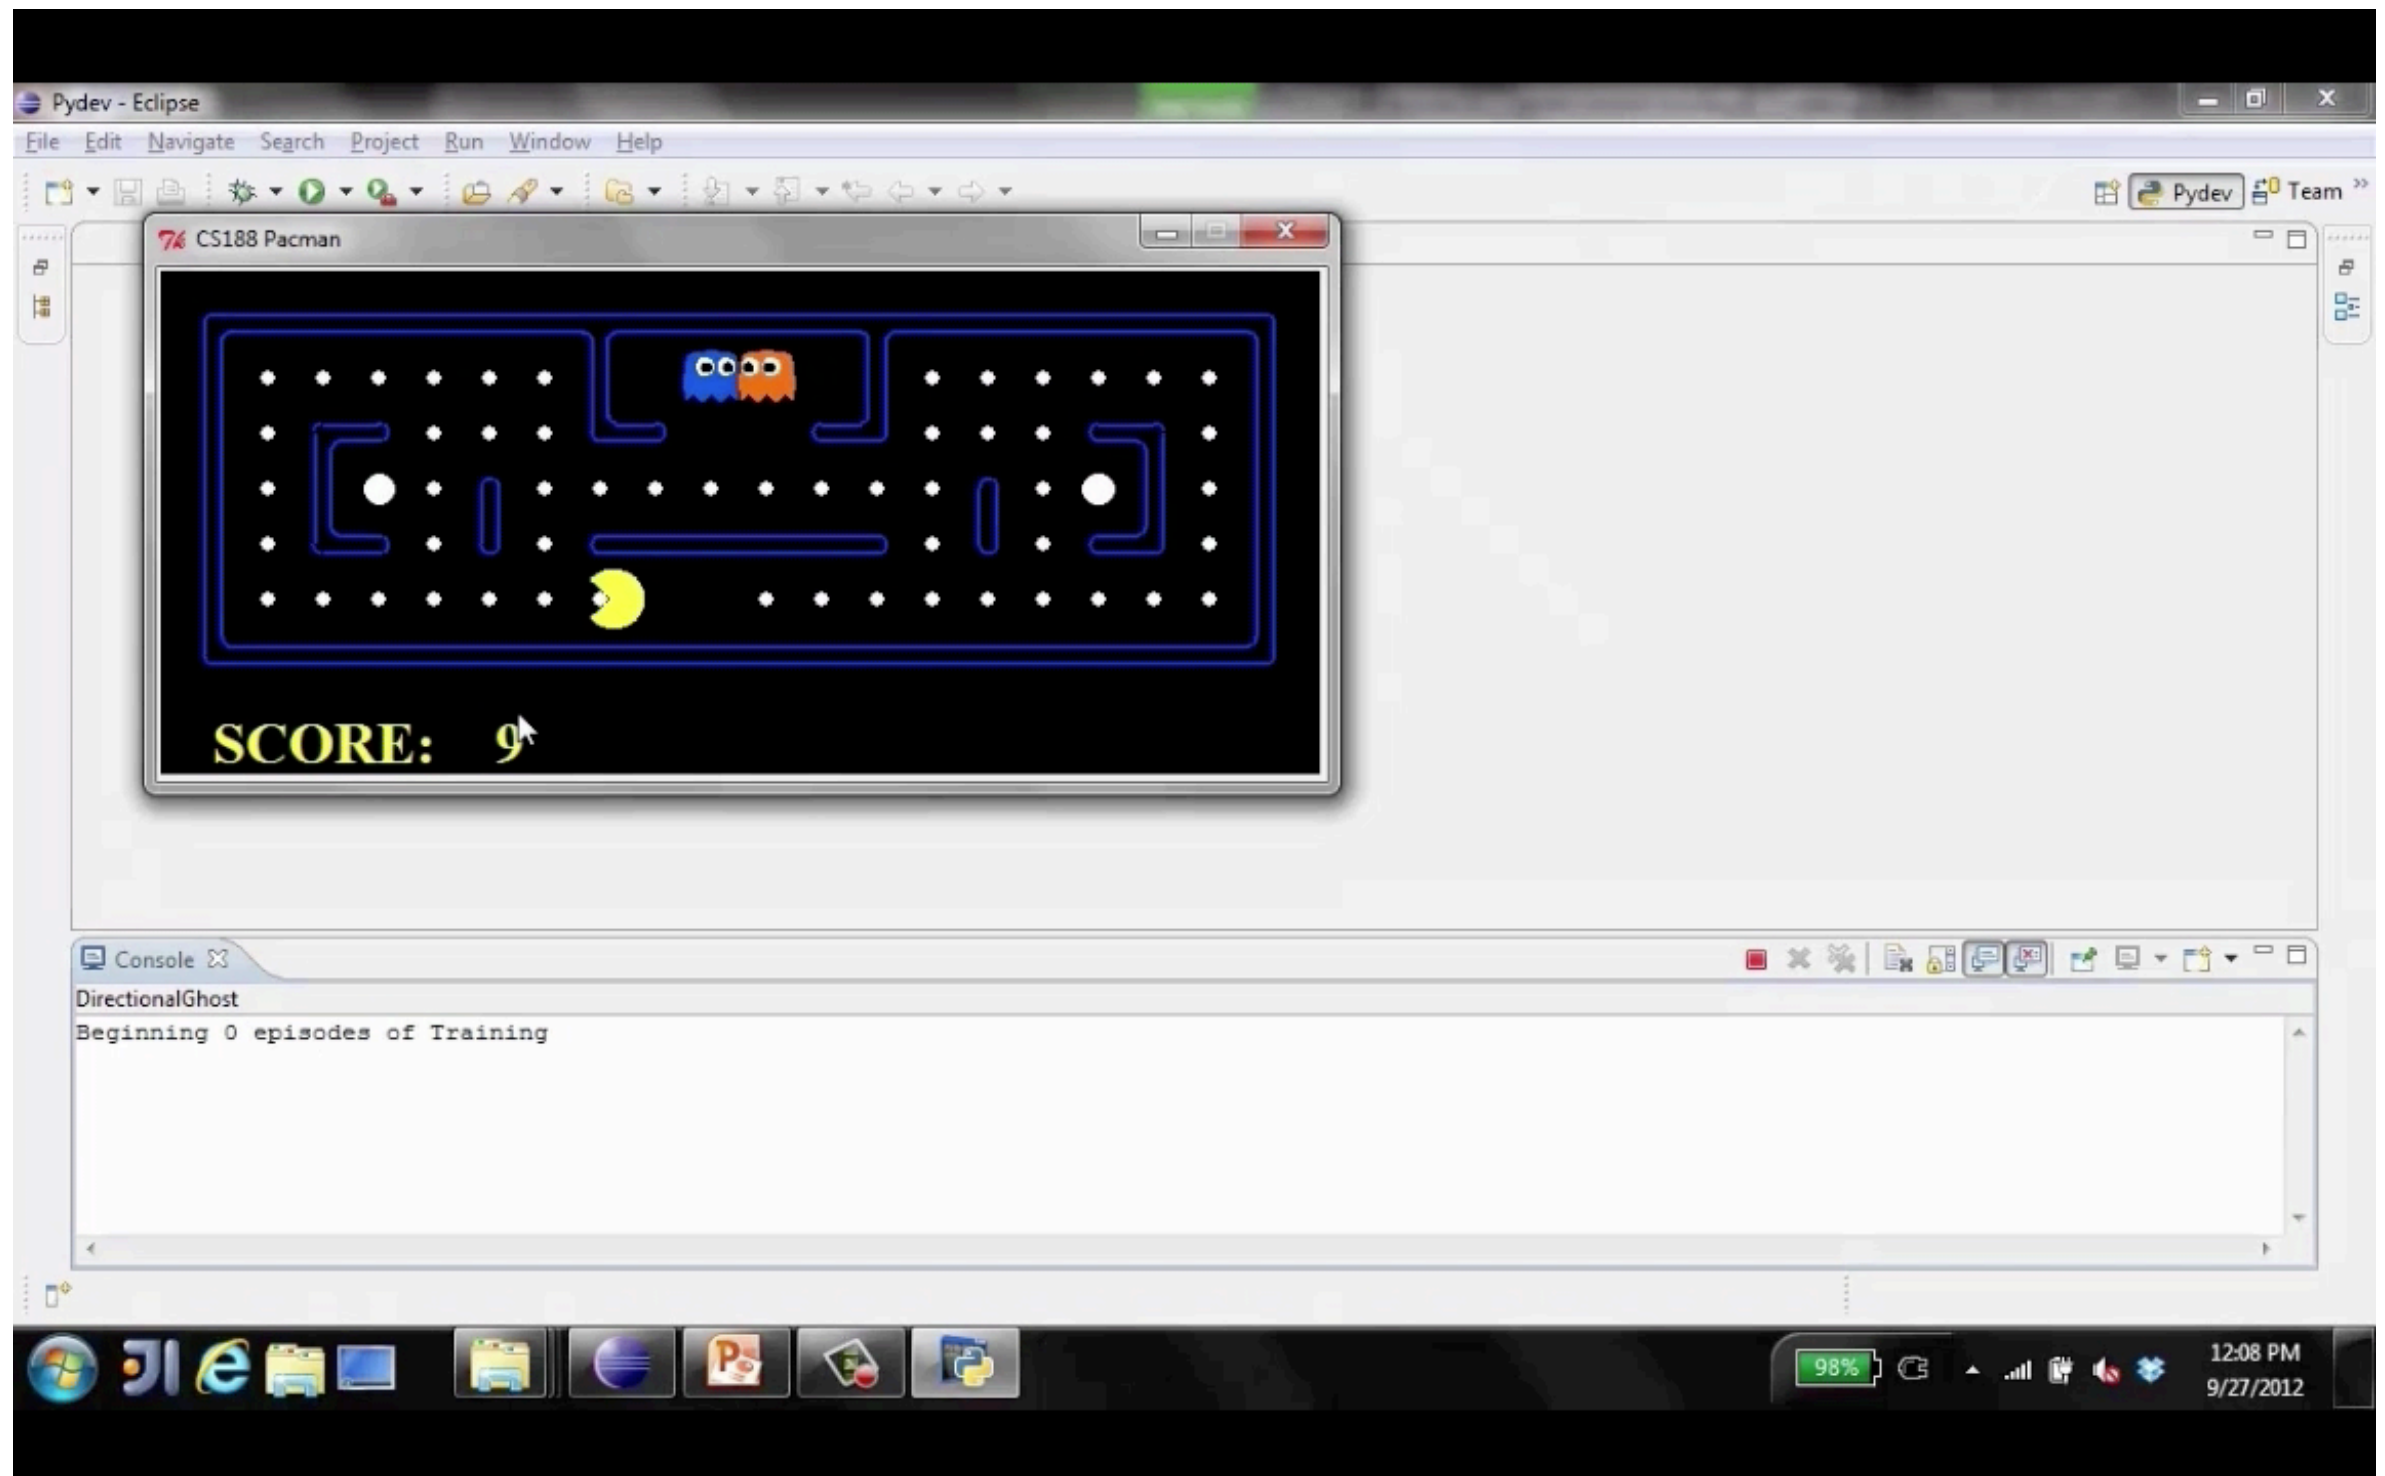 Pydev - Eclipse
File Edit Navigate Search Project Run Window Help
Pydev Team
CS188 Pacman
SCORE: 9
Console
DirectionalGhost
Beginning 0 episodes of Training
98%
12:08 PM
9/27/2012